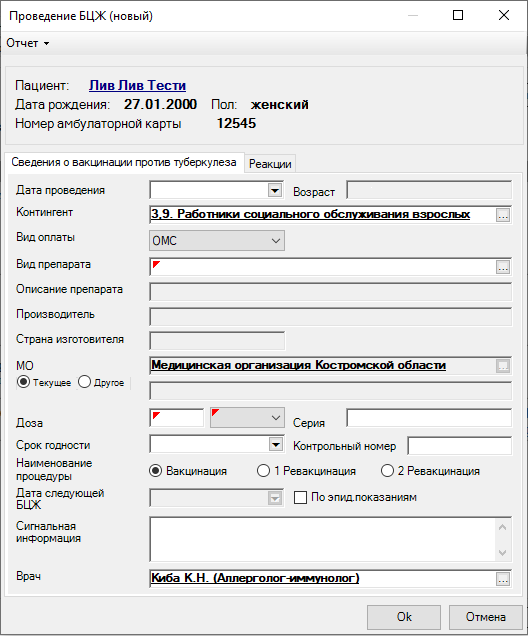 Проведение БЦЖ (новый)
Отчет
Пациент: Лив Лив Тести
Дата рождения: 27.01.2000 Пол: женский
Номер амбулаторной карты 12545
Сведения о вакцинации против туберкулеза Реакции
Дата проведения Возраст
Контингент 3,9. Работники социального обслуживания взрослых ...
Вид оплаты ОМС
Вид препарата ...
Описание препарата
Производитель
Страна изготовителя
МО Медицинская организация Костромской области ...
Текущее Другое
Доза Серия
Срок годности Контрольный номер
Наименование процедуры Вакцинация 1 Ревакцинация 2 Ревакцинация
Дата следующей БЦЖ По эпид.показаниям
Сигнальная информация
Врач Киба К.Н. (Аллерголог-иммунолог) ...
Ok Отмена